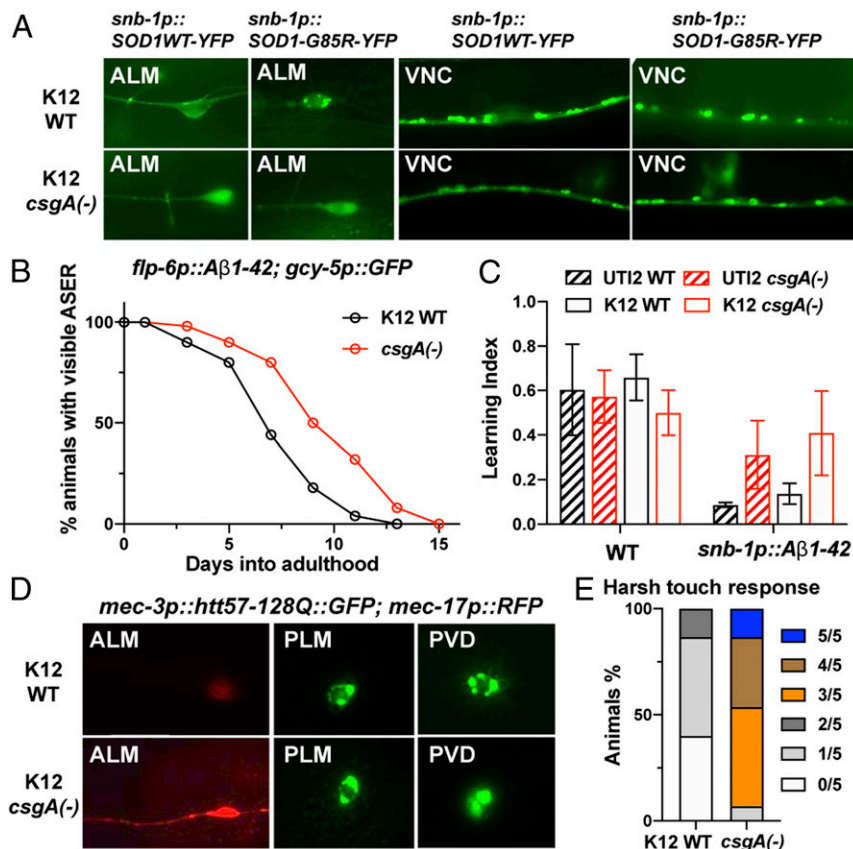 A
snb-1p:: snb-1p:: snb-1p:: snb-1p::
SOD1WT-YFP SOD1-G85R-YFP SOD1WT-YFP SOD1-G85R-YFP
K12 WT
ALM ALM VNC VNC
K12 csgA(-)
ALM ALM VNC VNC
B
flp-6p::Aβ1-42; gcy-5p::GFP
% animals with visible ASER
100
50
0
K12 WT
csgA(-)
0 5 10 15
Days into adulthood
C
UTI2 WT UTI2 csgA(-)
K12 WT K12 csgA(-)
Learning Index
1.0
0.8
0.6
0.4
0.2
0.0
WT snb-1p::Aβ1-42
D
mec-3p::htt57-128Q::GFP; mec-17p::RFP
K12 WT
ALM PLM PVD
K12 csgA(-)
ALM PLM PVD
E
Harsh touch response
Animals %
100
50
0
5/5
4/5
3/5
2/5
1/5
0/5
K12 WT csgA(-)